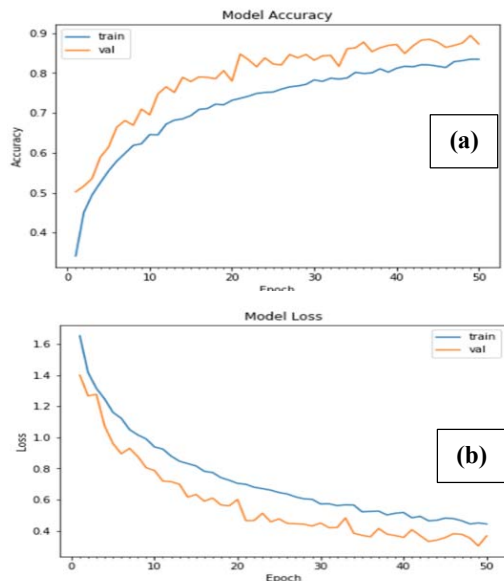 Model Accuracy
train
val
0.9
0.8
0.7
0.6
0.5
0.4
Accuracy
(a)
0 10 20 30 40 50
Epoch
Model Loss
train
val
1.6
1.4
1.2
1.0
0.8
0.6
0.4
Loss
(b)
0 10 20 30 40 50